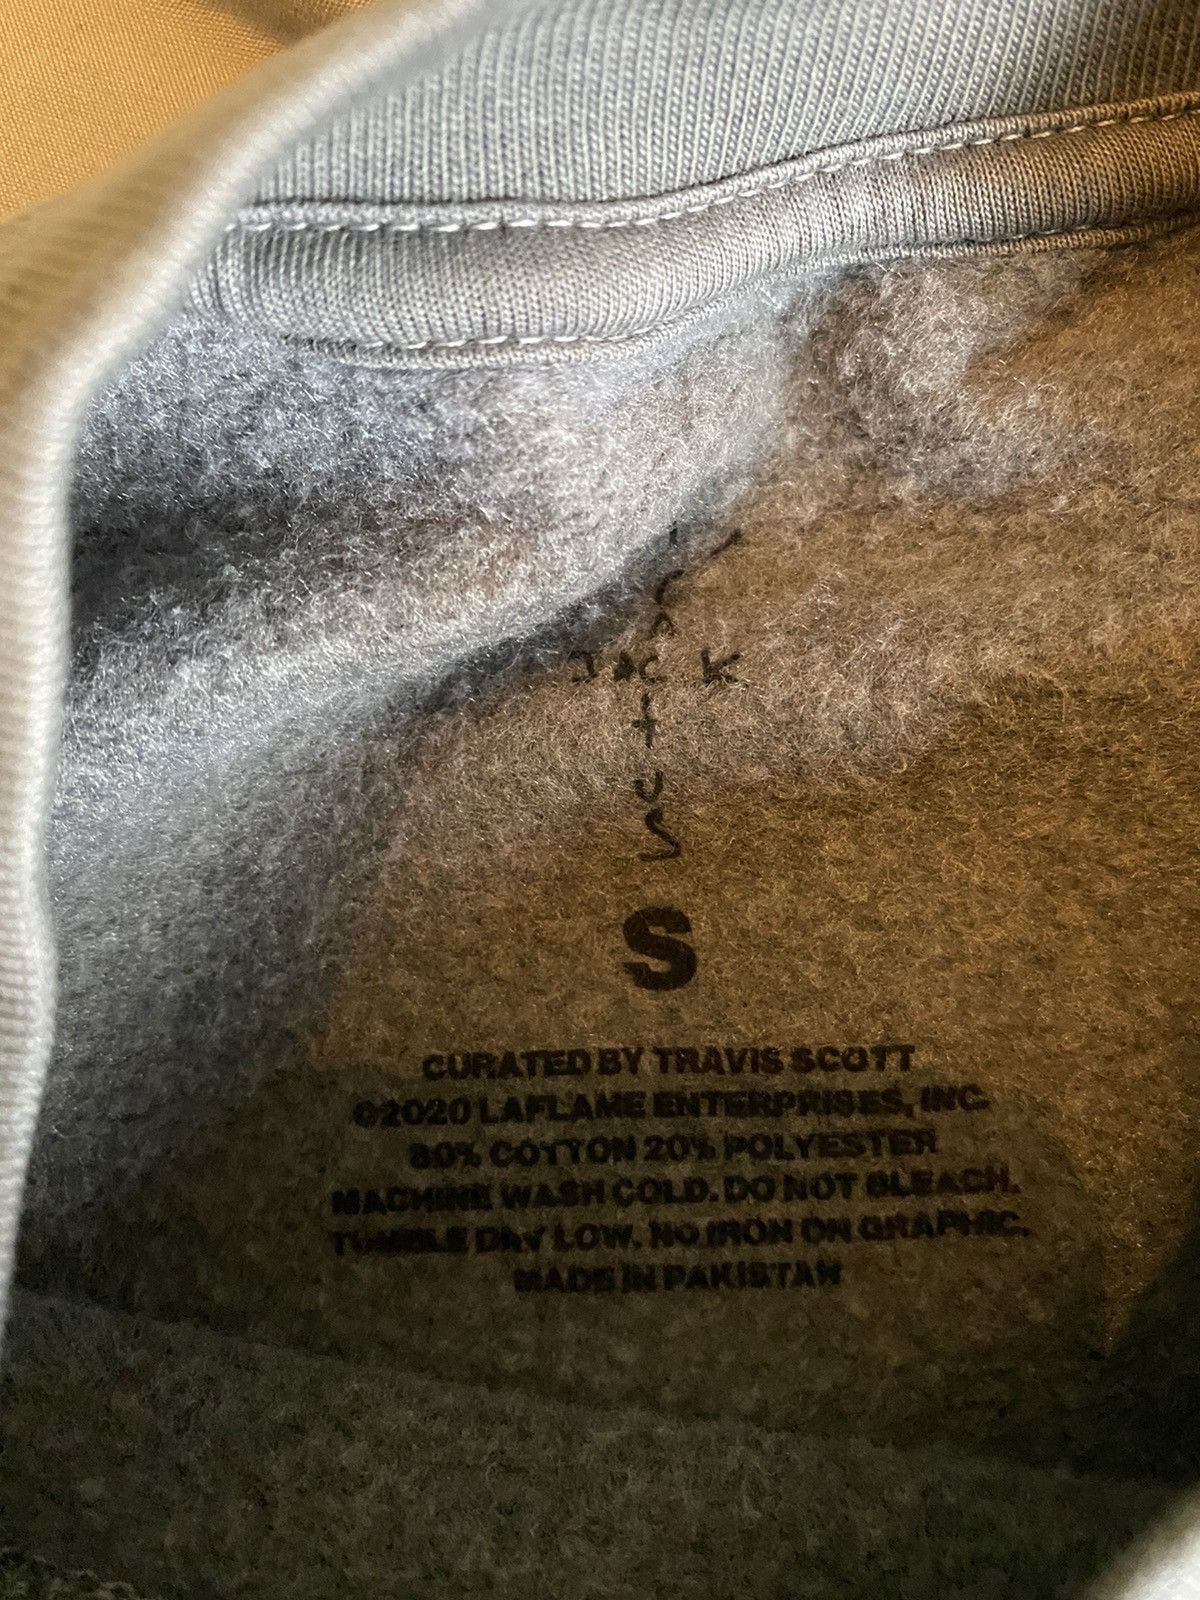 C
A
JACK
T
U
S
S
CURATED BY TRAVIS SCOTT
©2020 LAFLAME ENTERPRISES, INC.
80% COTTON 20% POLYESTER
MACHINE WASH COLD. DO NOT BLEACH.
TUMBLE DRY LOW. NO IRON ON GRAPHIC.
MADE IN PAKISTAN